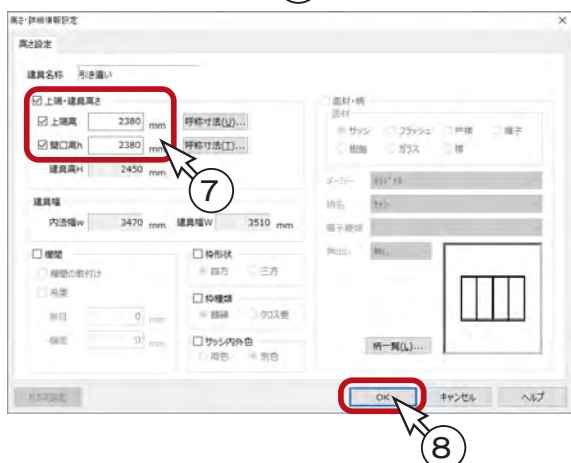 高さ・詳細情報設定
高さ設定
建具名称 引き違い
上端・建具高さ
上端高 2380 mm 呼称寸法(U)...
開口高h 2380 mm 呼称寸法(T)...
建具高H 2450 mm
⑦
建具幅
内法幅w 3470 mm 建具幅W 3510 mm
欄間
欄間の取付け
吊束
0 mm
0 mm
枠形状
四方 三方
枠種類
額縁 クロス巻
サッシ内外色
同色 別色
面材・柄
面材
サッシ フラッシュ 戸襖 障子
樹脂 ガラス 襖
メーカー
柄名 サッシ
障子種類
無し
柄一覧(L)...
OK キャンセル ヘルプ
⑧